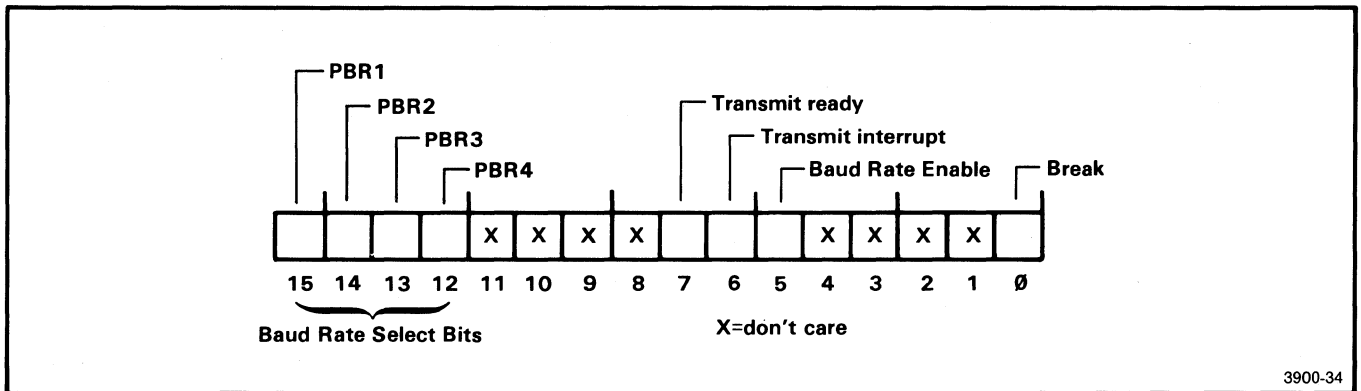 PBR1
PBR2
PBR3
PBR4
Transmit ready
Transmit interrupt
Baud Rate Enable
Break
X X X X X X X X
15 14 13 12 11 10 9 8 7 6 5 4 3 2 1 Ø
Baud Rate Select Bits
X=don't care
3900-34